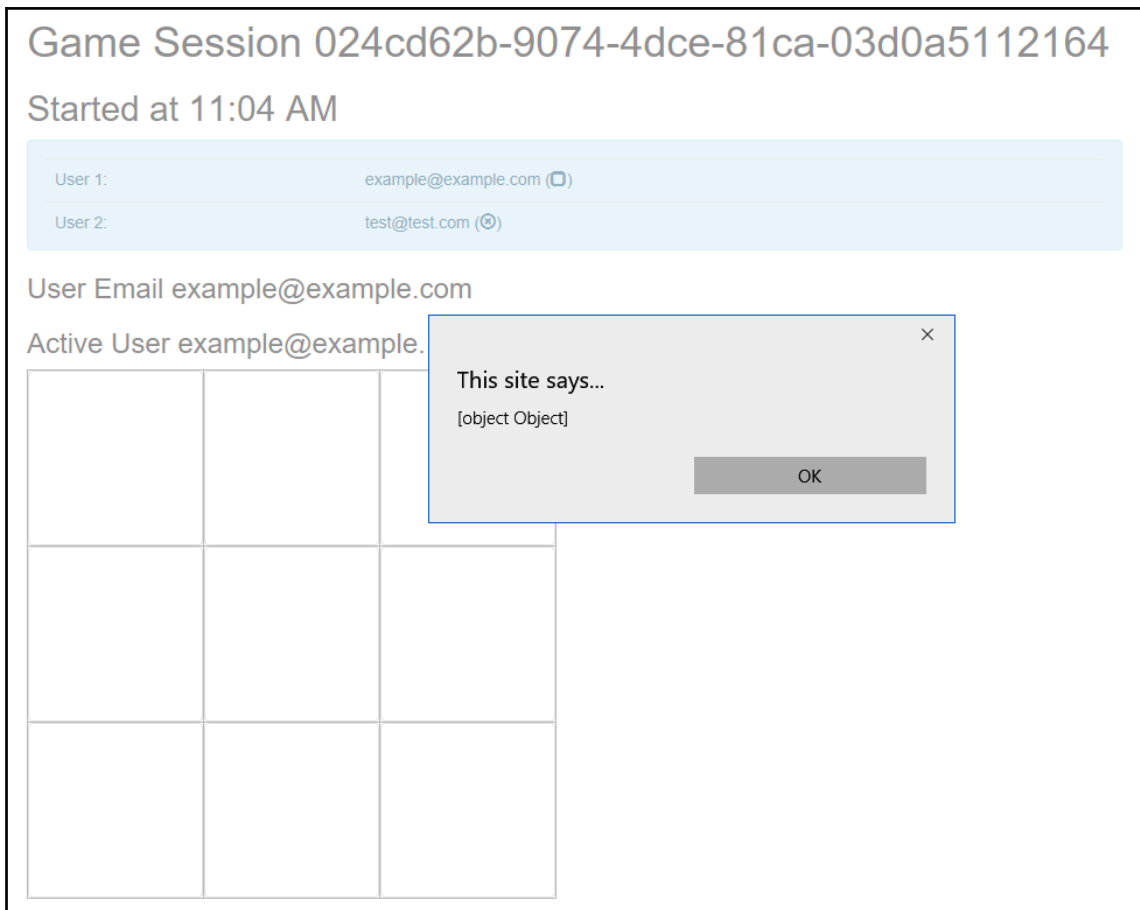 Game Session 024cd62b-9074-4dce-81ca-03d0a5112164
Started at 11:04 AM
User 1: example@example.com ()
User 2: test@test.com ()
User Email example@example.com
Active User example@example.
This site says...
[object Object]
OK